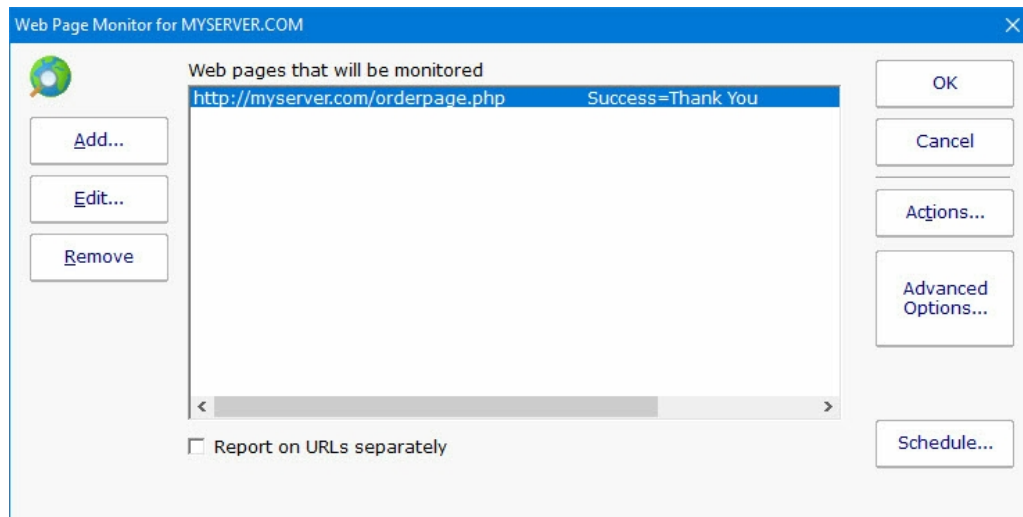 Web Page Monitor for MYSERVER.COM
Web pages that will be monitored
http://myserver.com/orderpage.php Success=Thank You
Add...
Edit...
Remove
OK
Cancel
Actions...
Advanced
Options...
Report on URLs separately
Schedule...